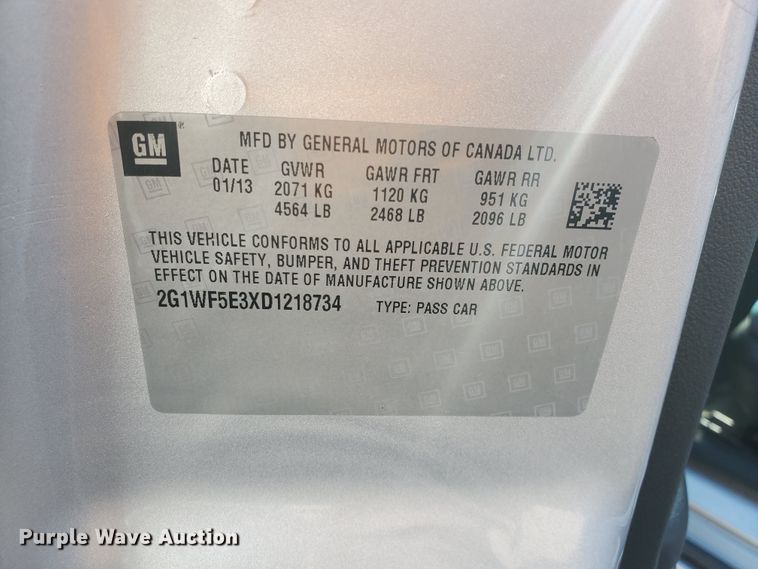 GM®
MFD BY GENERAL MOTORS OF CANADA LTD.
DATE GVWR GAWR FRT GAWR RR
01/13 2071 KG 1120 KG 951 KG
4564 LB 2468 LB 2096 LB
THIS VEHICLE CONFORMS TO ALL APPLICABLE U.S. FEDERAL MOTOR
VEHICLE SAFETY, BUMPER, AND THEFT PREVENTION STANDARDS IN
EFFECT ON THE DATE OF MANUFACTURE SHOWN ABOVE.
2G1WF5E3XD1218734 TYPE: PASS CAR
Purple Wave Auction